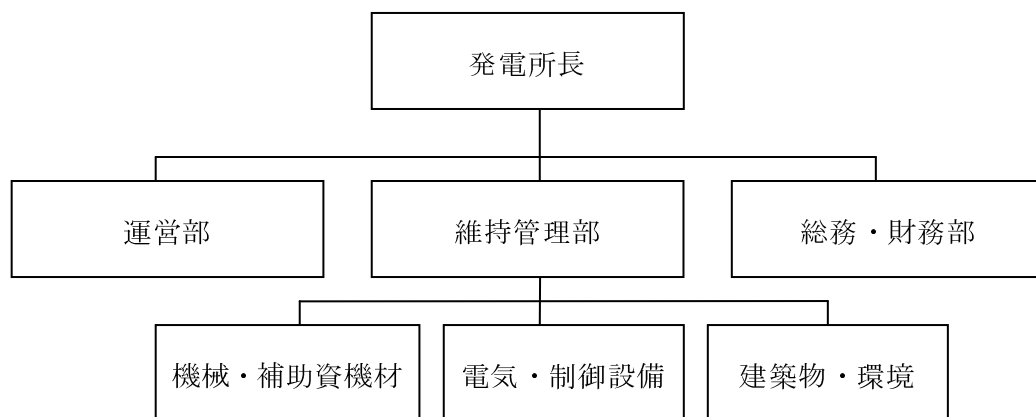 発電所長
運営部
維持管理部
総務・財務部
機械・補助資機材
電気・制御設備
建築物・環境